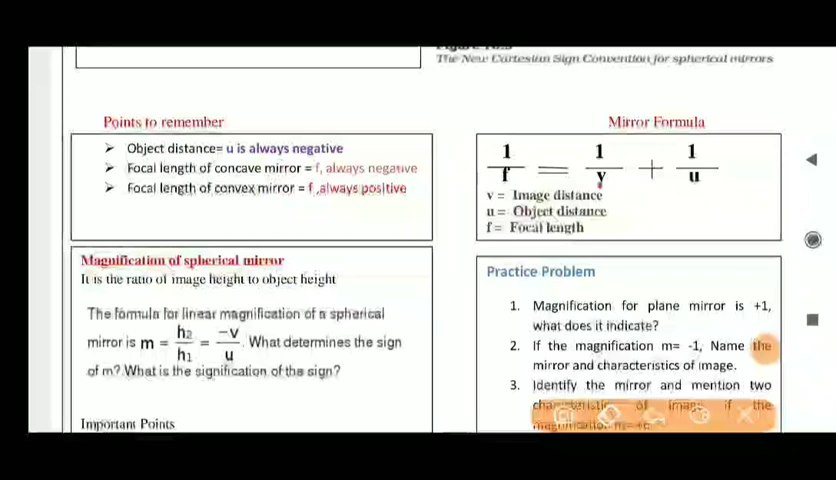 The New Cartesian Sign Convention for spherical mirrors
Points to remember
Object distance= u is always negative
Focal length of concave mirror = f, always negative
Focal length of convex mirror = f ,always positive
Mirror Formula
1/f = 1/v + 1/u
v = Image distance
u = Object distance
f = Focal length
Magnification of spherical mirror
It is the ratio of image height to object height
The formula for linear magnification of a spherical
mirror is m = h₂/h₁ = -v/u. What determines the sign
of m? What is the signification of the sign?
Important Points
Practice Problem
1. Magnification for plane mirror is +1,
what does it indicate?
2. If the magnification m= -1, Name the
mirror and characteristics of image.
3. Identify the mirror and mention two
of image if the